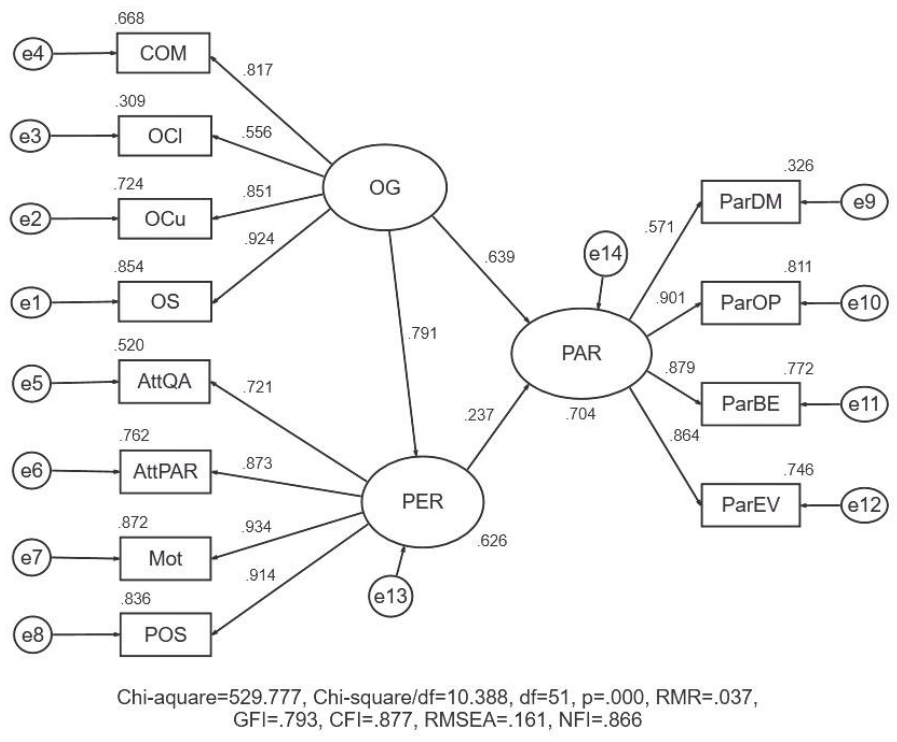 .668
e4
COM
.817
.309
e3
OCI
.556
.724
e2
OCu
.851
OG
.854
e1
OS
.924
.639
e14
.326
ParDM
e9
.571
.811
ParOP
e10
.901
.520
e5
AttQA
.721
.791
PAR
.704
.879
.772
ParBE
e11
.762
e6
AttPAR
.873
.237
.864
.746
ParEV
e12
.872
e7
Mot
.934
PER
.626
.836
e8
POS
.914
e13
Chi-aquare=529.777, Chi-square/df=10.388, df=51, p=.000, RMR=.037,
GFI=.793, CFI=.877, RMSEA=.161, NFI=.866